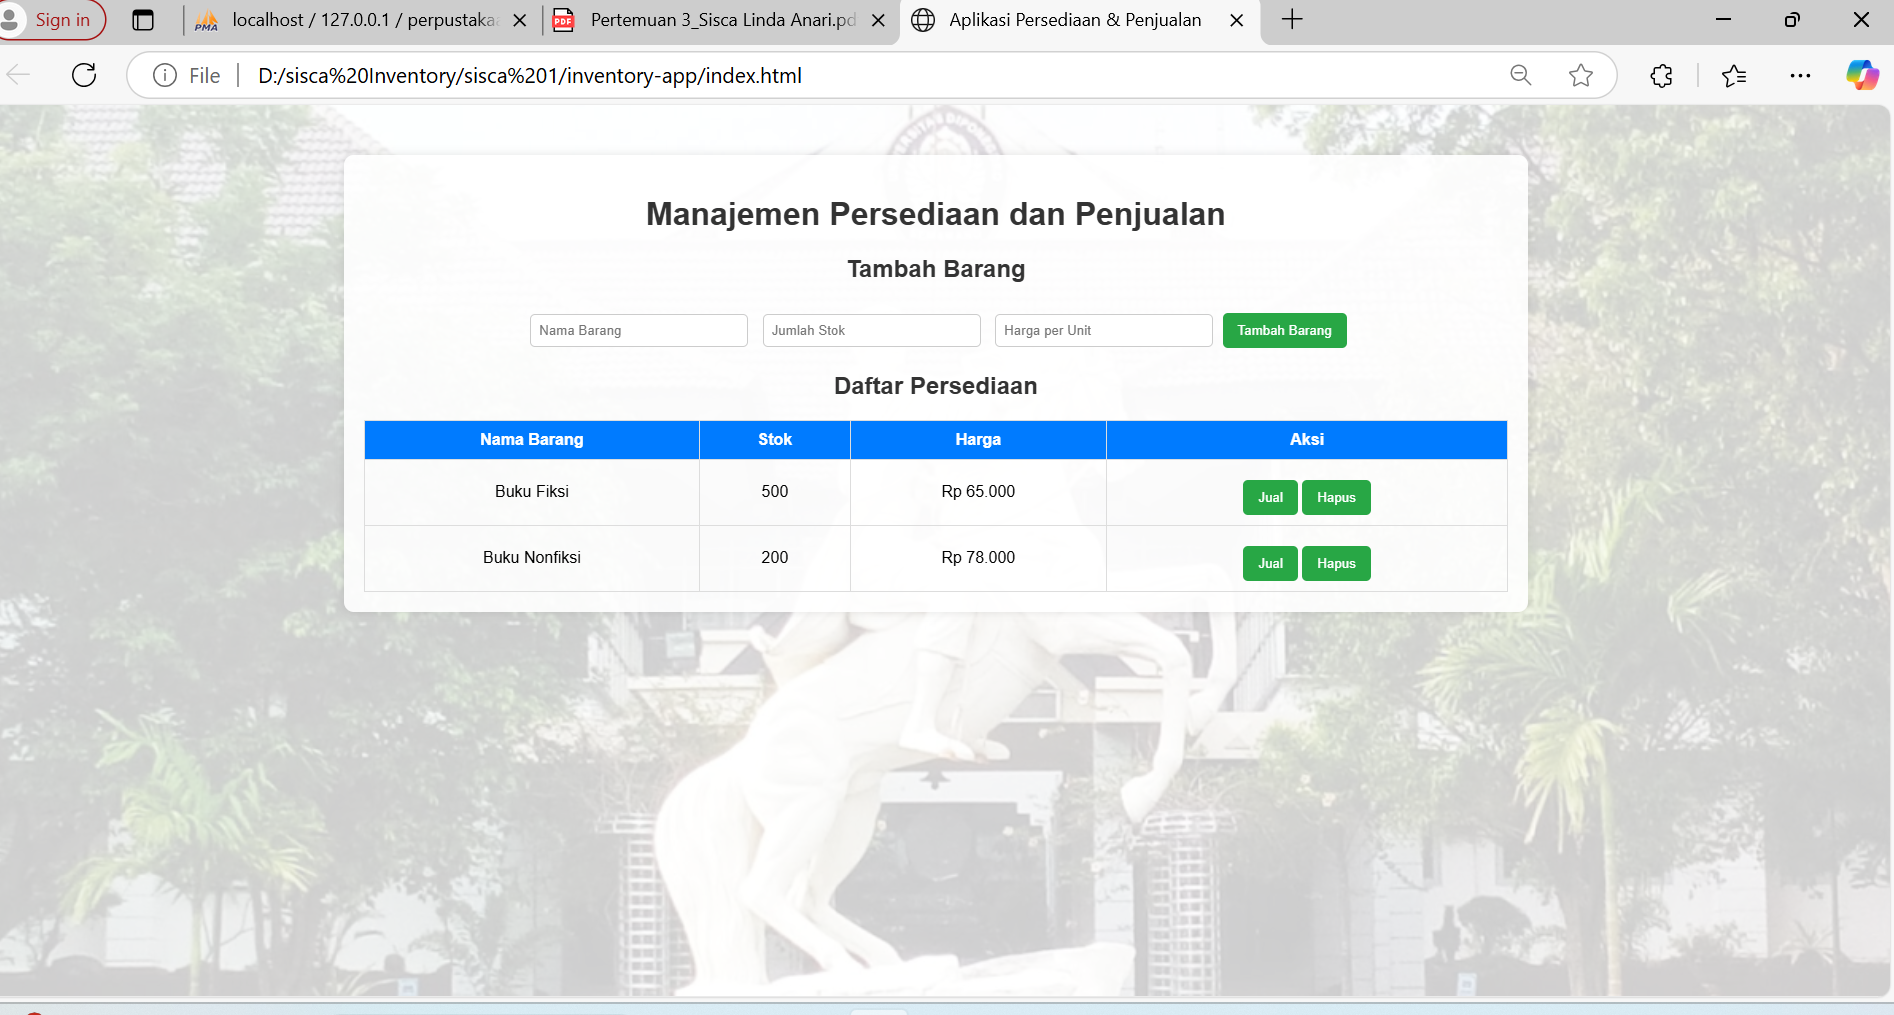 Sign in
localhost / 127.0.0.1 / perpustaka
Pertemuan 3_Sisca Linda Anari.pd
Aplikasi Persediaan & Penjualan
File
D:/sisca%20Inventory/sisca%201/inventory-app/index.html
Manajemen Persediaan dan Penjualan
Tambah Barang
Nama Barang Jumlah Stok Harga per Unit Tambah Barang
Daftar Persediaan
Nama Barang Stok Harga Aksi
Buku Fiksi 500 Rp 65.000 Jual Hapus
Buku Nonfiksi 200 Rp 78.000 Jual Hapus